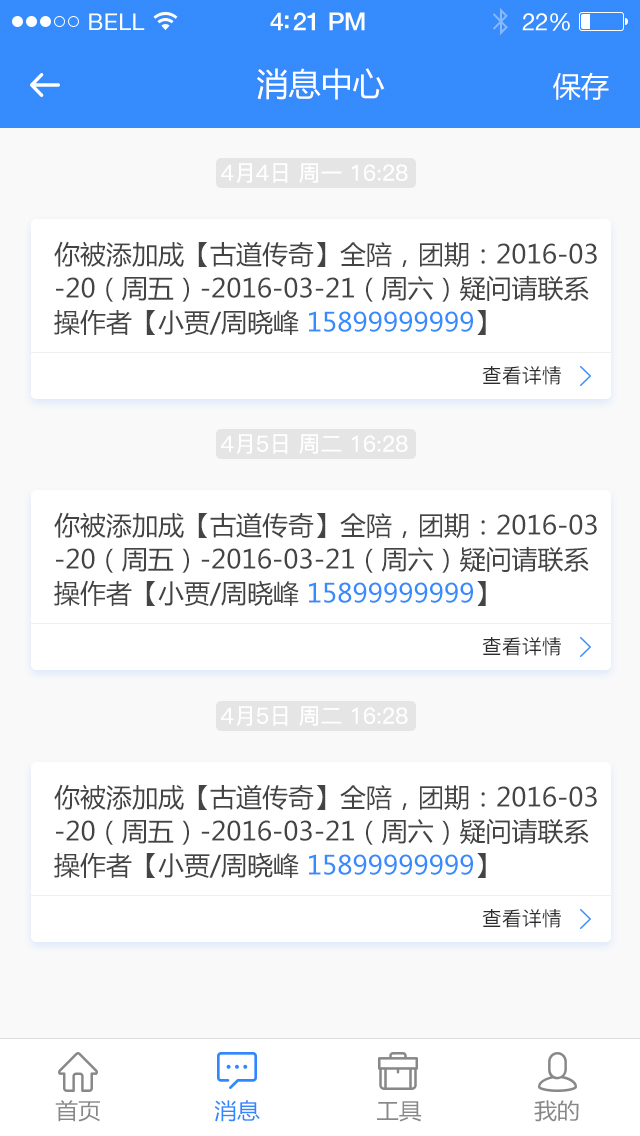 BELL 4:21 PM 22%
消息中心 保存
4月4日 周一 16:28
你被添加成【古道传奇】全陪，团期：2016-03
-20（周五）-2016-03-21（周六）疑问请联系
操作者【小贾/周晓峰 15899999999】
查看详情
4月5日 周二 16:28
你被添加成【古道传奇】全陪，团期：2016-03
-20（周五）-2016-03-21（周六）疑问请联系
操作者【小贾/周晓峰 15899999999】
查看详情
4月5日 周二 16:28
你被添加成【古道传奇】全陪，团期：2016-03
-20（周五）-2016-03-21（周六）疑问请联系
操作者【小贾/周晓峰 15899999999】
查看详情
首页 消息 工具 我的